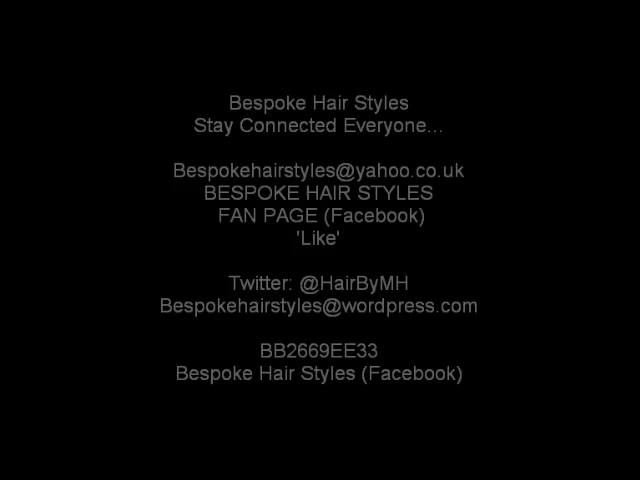 Bespoke Hair Styles
Stay Connected Everyone...
Bespokehairstyles@yahoo.co.uk
BESPOKE HAIR STYLES
FAN PAGE (Facebook)
'Like'
Twitter: @HairByMH
Bespokehairstyles@wordpress.com
BB2669EE33
Bespoke Hair Styles (Facebook)